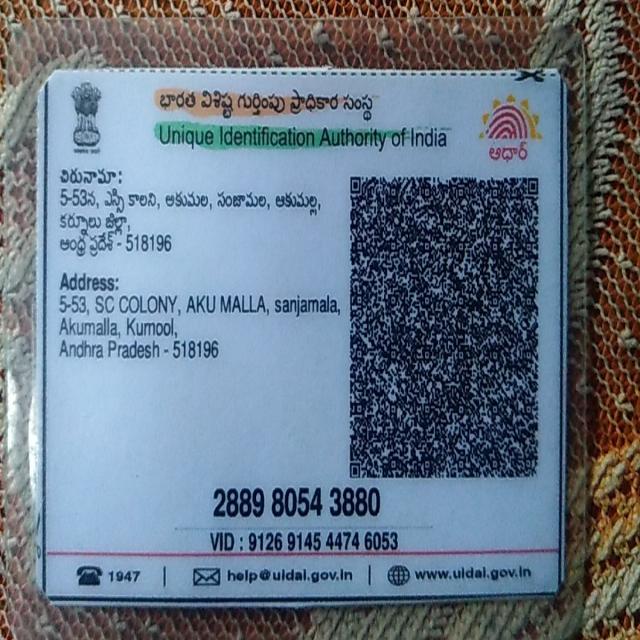 భారత విశిష్ట గుర్తింపు ప్రాధికార సంస్థ
Unique Identification Authority of India
ఆధార్
చిరునామా:
5-53న, ఎస్సి కాలని, ఆకుమల, సంజామల, ఆకుమల్ల,
కర్నూలు జిల్లా,
ఆంధ్ర ప్రదేశ్ - 518196
Address:
5-53, SC COLONY, AKU MALLA, sanjamala,
Akumalla, Kurnool,
Andhra Pradesh - 518196
2889 8054 3880
VID : 9126 9145 4474 6053
1947 | help@uidai.gov.in | www.uidai.gov.in